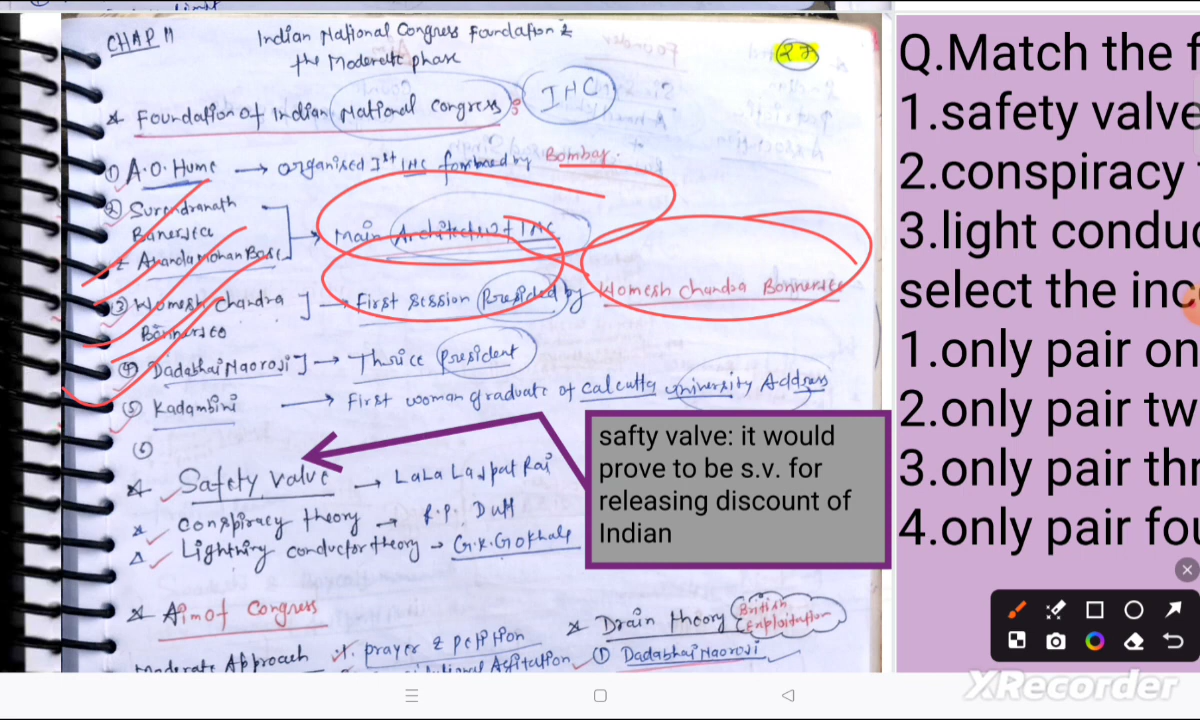 CHAP 11
Indian National Congress Foundation &
the Moderate phase
27
* Foundation of Indian National Congress: INC
① A.O. Hume → organised 1st INC formed by Bombay.
② Surendranath
Banerjee
& Ananda Mohan Bose
→ Main Architect of INC
③ Womesh Chandra ] → First Session Presided by Womesh Chandra Bonnerjee
Bonnerjee
④ Dadabhai Naoroji ] → Thrice president
⑤ Kadambini → First woman graduate of Calcutta University Address
⑥
* Safety valve → Lala Lajpat Rai
* Conspiracy theory → R.P. Dutt
Lightning conductor theory → G.K. Gokhale
safty valve: it would
prove to be s.v. for
releasing discount of
Indian
* Aim of Congress
* Drain theory
British
Exploitation
Moderate Approach
prayer & petition
① Dadabhai Naoroji
Q.Match the f
1.safety valve
2.conspiracy
3.light conduc
select the inc
1.only pair on
2.only pair tw
3.only pair thr
4.only pair fou
XRecorder